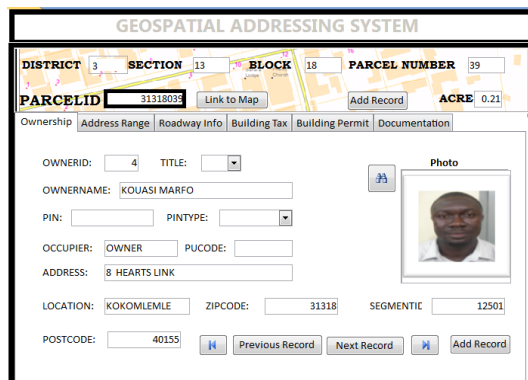 GEOSPATIAL ADDRESSING SYSTEM
DISTRICT 3 SECTION 13 BLOCK 18 PARCEL NUMBER 39
PARCELID 31318039 Link to Map Add Record ACRE 0.21
Ownership Address Range Roadway Info Building Tax Building Permit Documentation
OWNERID: 4 TITLE: Photo
OWNERNAME: KOUASI MARFO
PIN: PINTYPE:
OCCUPIER: OWNER PUCODE:
ADDRESS: 8 HEARTS LINK
LOCATION: KOKOMLEMLE ZIPCODE: 31318 SEGMENTIC 12501
POSTCODE: 40155 Previous Record Next Record Add Record